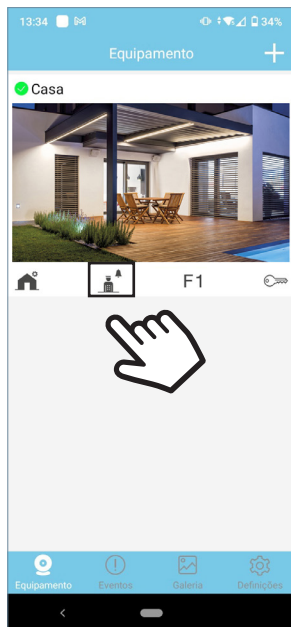 13:34 34%
Equipamento
Casa
F1
Equipamento Eventos Galeria Definições